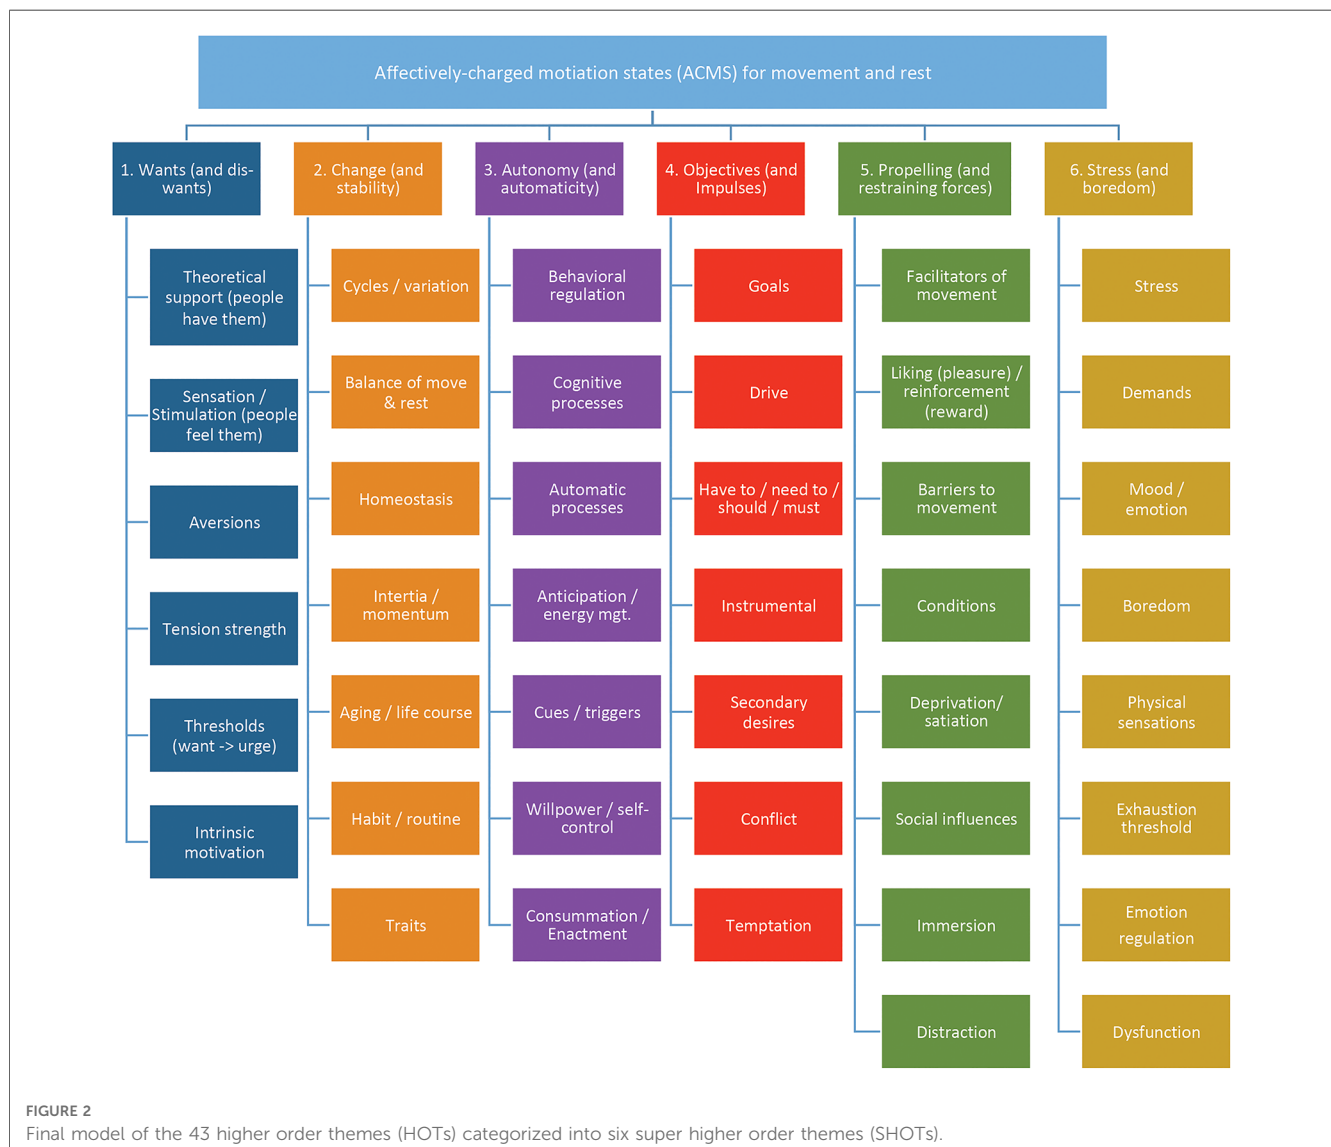 Affectively-charged motiation states (ACMS) for movement and rest
1. Wants (and dis-
wants)
2. Change (and
stability)
3. Autonomy (and
automaticity)
4. Objectives (and
Impulses)
5. Propelling (and
restraining forces)
6. Stress (and
boredom)
Theoretical
support (people
have them)
Sensation /
Stimulation (people
feel them)
Aversions
Tension strength
Thresholds
(want -> urge)
Intrinsic
motivation
Cycles / variation
Balance of move
& rest
Homeostasis
Intertia /
momentum
Aging / life course
Habit / routine
Traits
Behavioral
regulation
Cognitive
processes
Automatic
processes
Anticipation /
energy mgt.
Cues / triggers
Willpower / self-
control
Consummation /
Enactment
Goals
Drive
Have to / need to /
should / must
Instrumental
Secondary
desires
Conflict
Temptation
Facilitators of
movement
Liking (pleasure) /
reinforcement
(reward)
Barriers to
movement
Conditions
Deprivation/
satiation
Social influences
Immersion
Distraction
Stress
Demands
Mood /
emotion
Boredom
Physical
sensations
Exhaustion
threshold
Emotion
regulation
Dysfunction
FIGURE 2
Final model of the 43 higher order themes (HOTs) categorized into six super higher order themes (SHOTs).